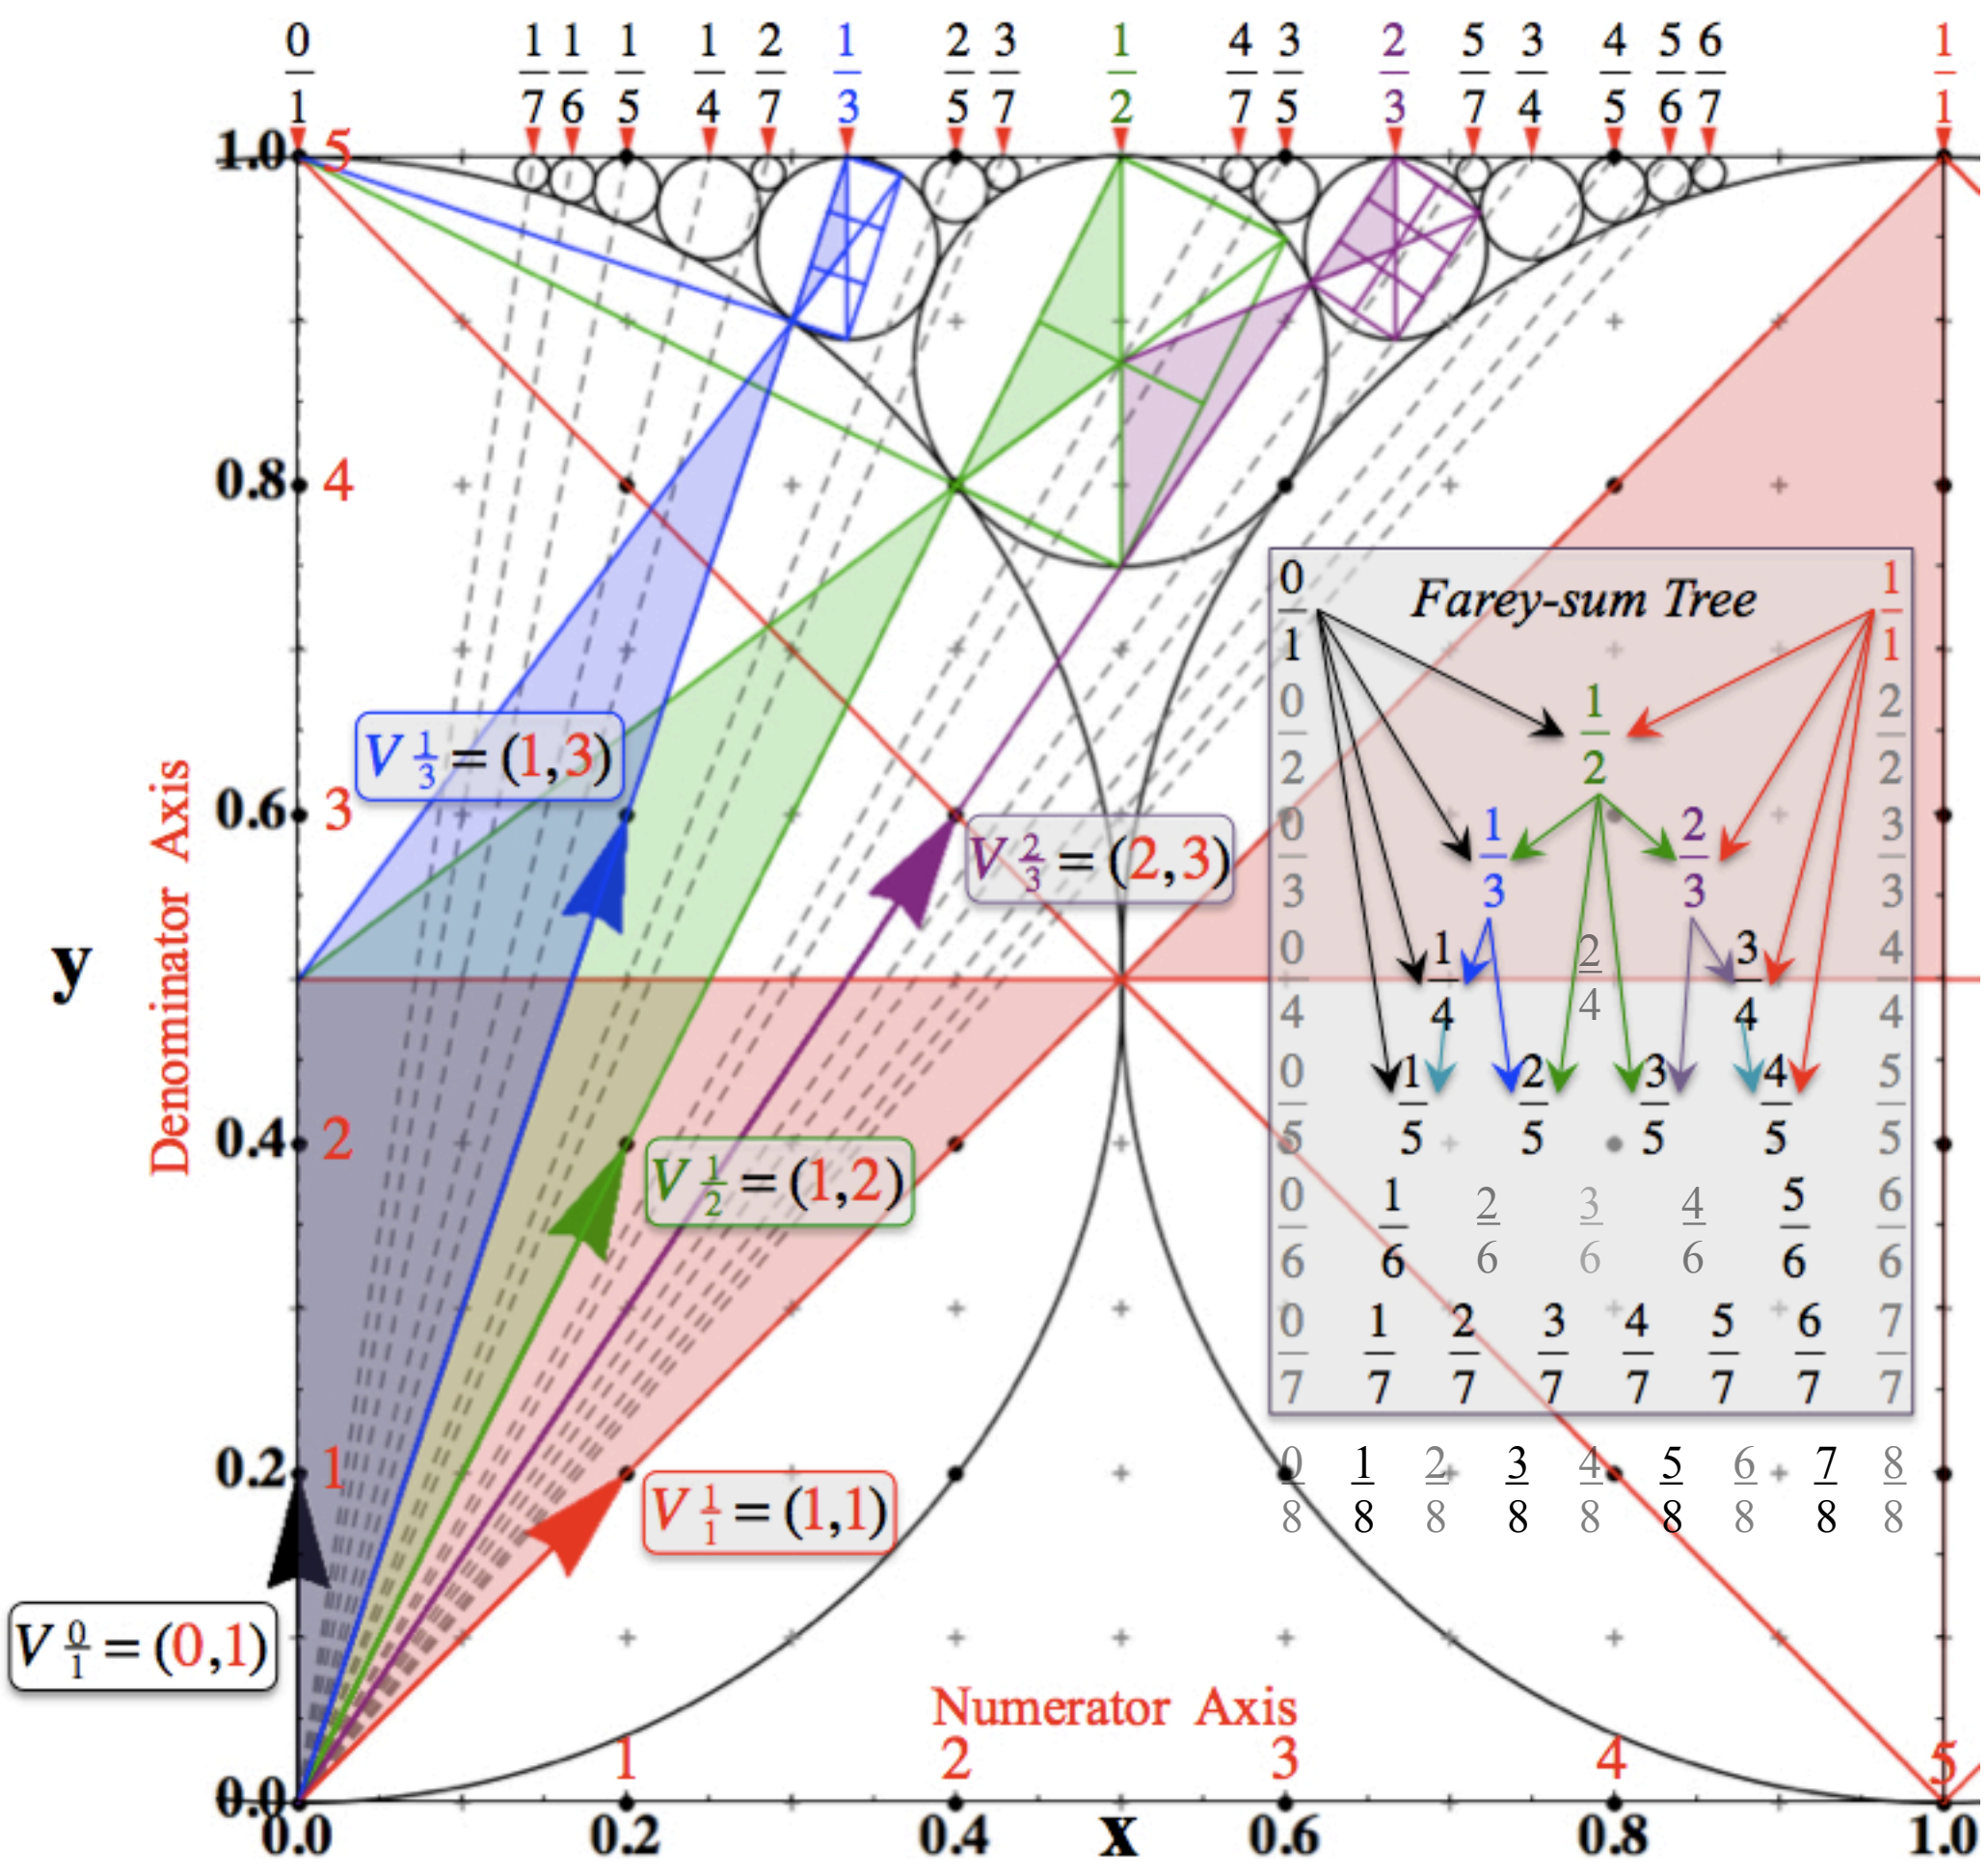 0/1 1/7 1/6 1/5 1/4 2/7 1/3 2/5 3/7 1/2 4/7 3/5 2/3 5/7 3/4 4/5 5/6 6/7 1/1
1.0 5
0.8 4
0.6 3
0.4 2
0.2 1
0.0
y
Denominator Axis
V 1/3 = (1,3)
V 2/3 = (2,3)
V 1/2 = (1,2)
V 1/1 = (1,1)
V 0/1 = (0,1)
Farey-sum Tree
0/1 1/1
0/2 1/2 2/2
0/3 1/3 2/3 3/3
0/4 1/4 2/4 3/4 4/4
0/5 1/5 2/5 3/5 4/5 5/5
0/6 1/6 2/6 3/6 4/6 5/6 6/6
0/7 1/7 2/7 3/7 4/7 5/7 6/7 7/7
0/8 1/8 2/8 3/8 4/8 5/8 6/8 7/8 8/8
Numerator Axis
1 2 3 4 5
0.0 0.2 0.4 x 0.6 0.8 1.0